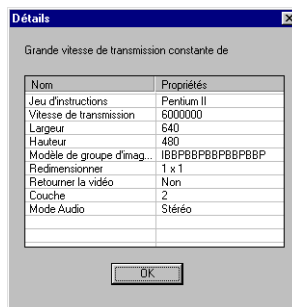 Détails
Grande vitesse de transmission constante de
Nom Propriétés
Jeu d'instructions Pentium II
Vitesse de transmission 6000000
Largeur 640
Hauteur 480
Modèle de groupe d'imag... IBBPBBPBBPBBPBBP
Redimensionner 1 x 1
Retourner la vidéo Non
Couche 2
Mode Audio Stéréo
OK